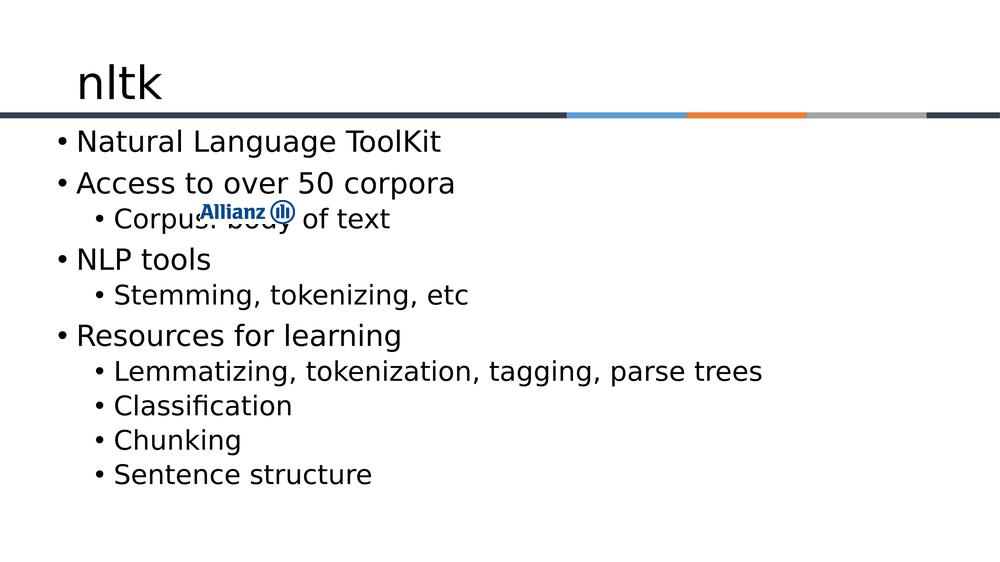 nltk
• Natural Language ToolKit
• Access to over 50 corpora
• Corpus: of text
Allianz
• NLP tools
• Stemming, tokenizing, etc
• Resources for learning
• Lemmatizing, tokenization, tagging, parse trees
• Classification
• Chunking
• Sentence structure